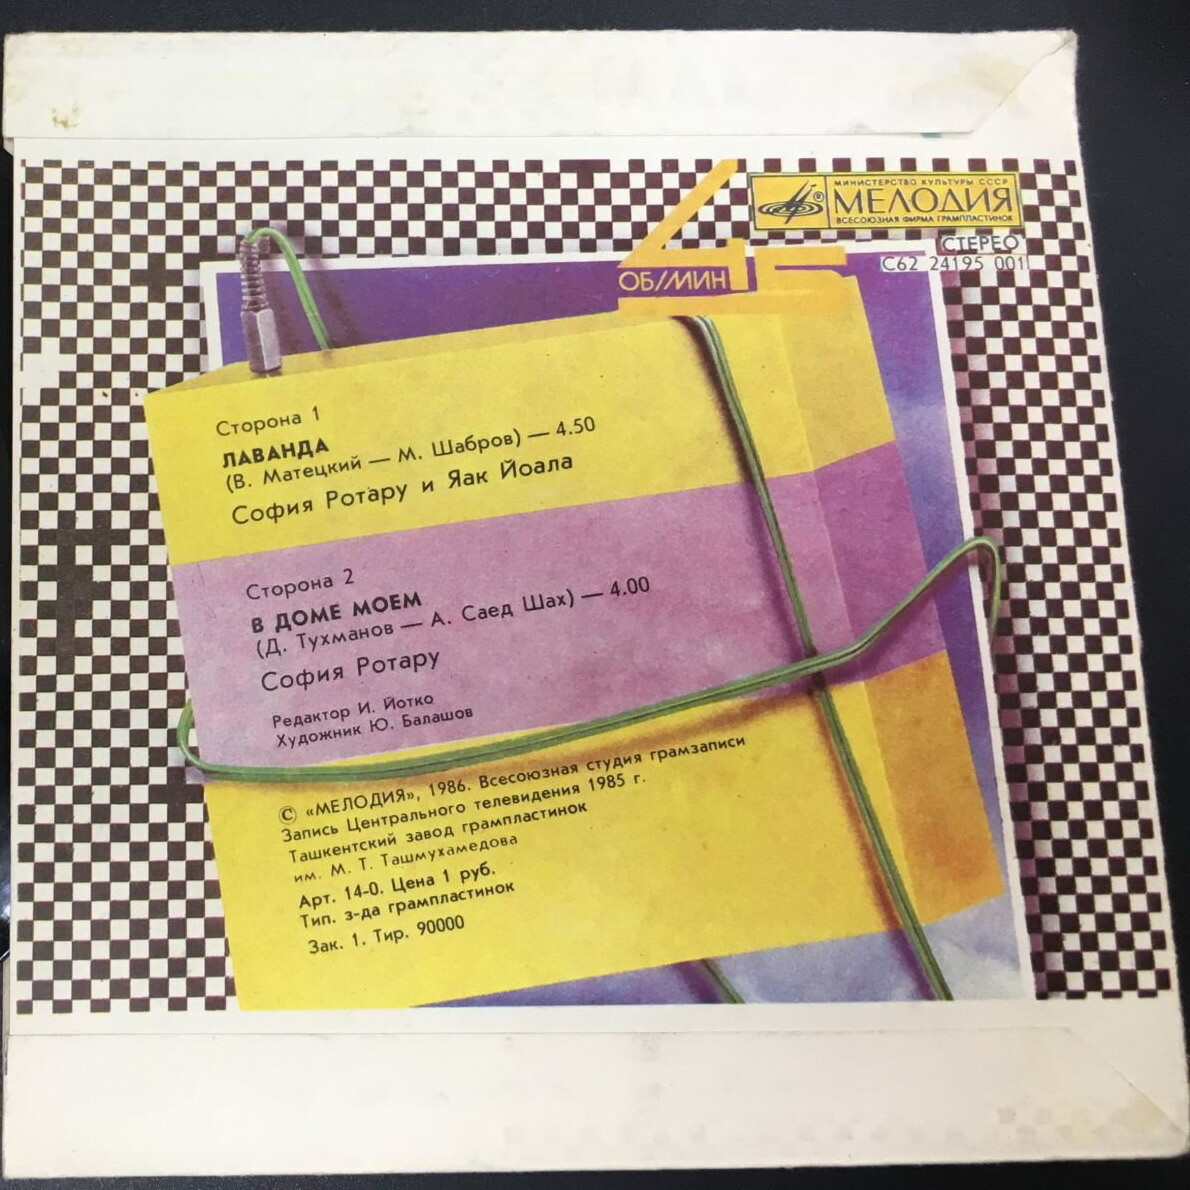 МИНИСТЕРСТВО КУЛЬТУРЫ СССР
МЕЛОДИЯ
ВСЕСОЮЗНАЯ ФИРМА ГРАМПЛАСТИНОК
СТЕРЕО
С62 24195 001
45
ОБ/МИН
Сторона 1
ЛАВАНДА
(В. Матецкий — М. Шабров) — 4.50
София Ротару и Яак Йоала
Сторона 2
В ДОМЕ МОЕМ
(Д. Тухманов — А. Саед Шах) — 4.00
София Ротару
Редактор И. Йотко
Художник Ю. Балашов
© «МЕЛОДИЯ», 1986. Всесоюзная студия грамзаписи
Запись Центрального телевидения 1985 г.
Ташкентский завод грампластинок
им. М. Т. Ташмухамедова
Арт. 14-0. Цена 1 руб.
Тип. з-да грампластинок
Зак. 1. Тир. 90000